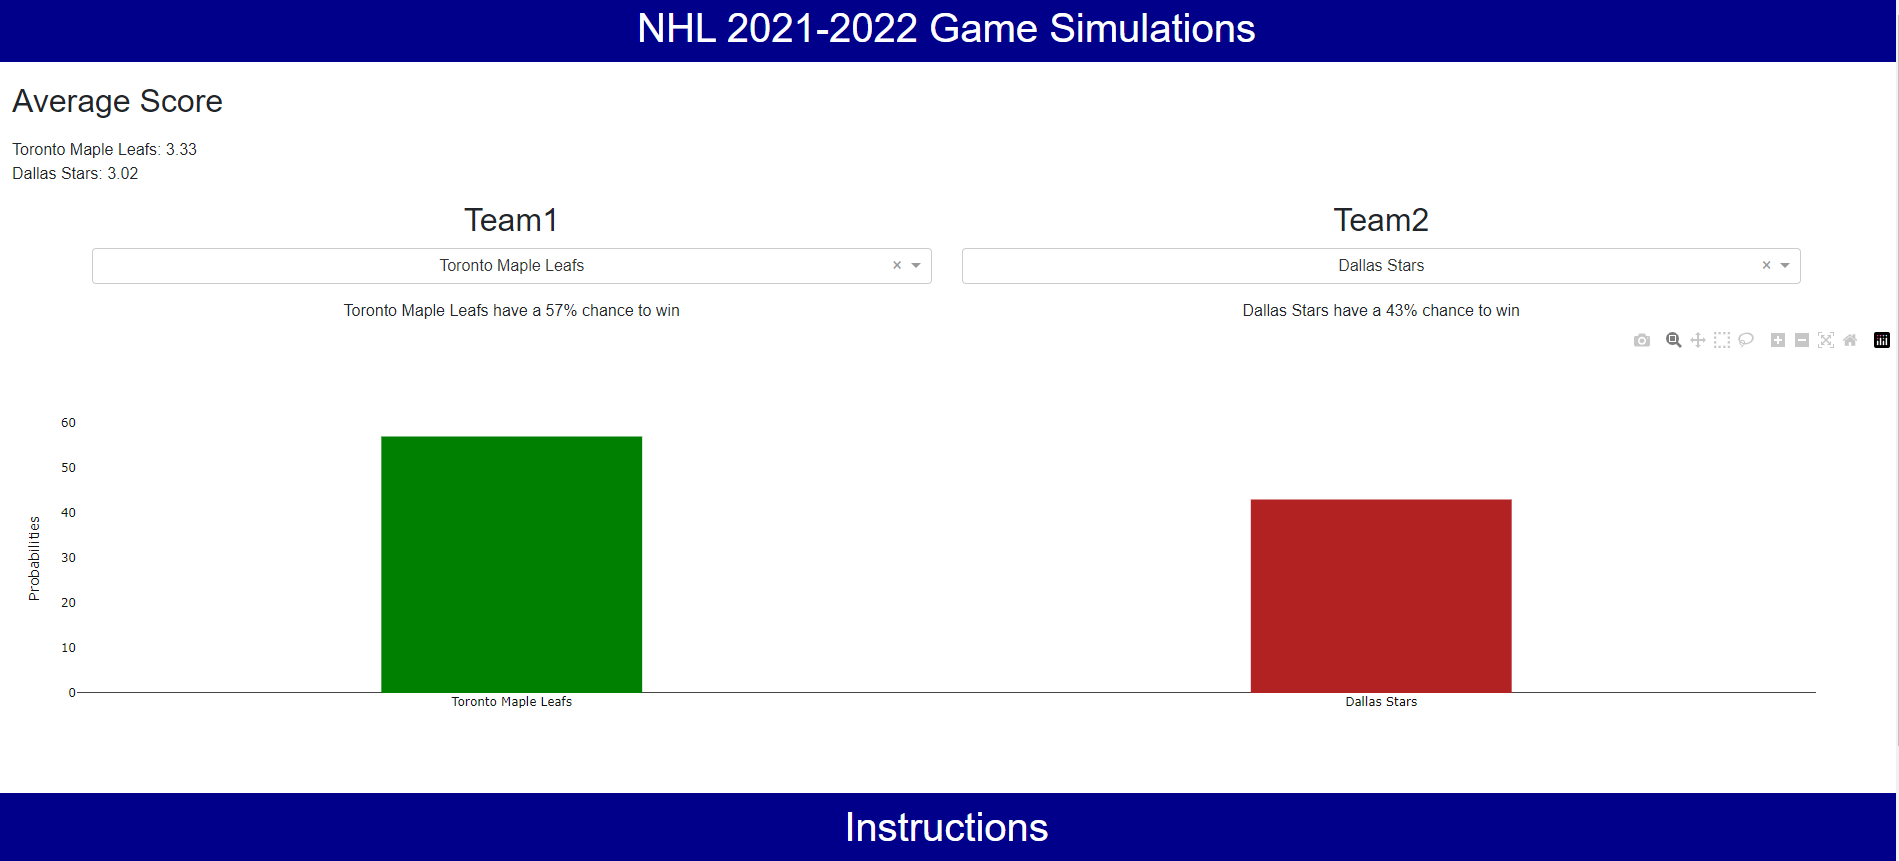 NHL 2021-2022 Game Simulations
Average Score
Toronto Maple Leafs: 3.33
Dallas Stars: 3.02
Team1
Team2
Toronto Maple Leafs
Dallas Stars
Toronto Maple Leafs have a 57% chance to win
Dallas Stars have a 43% chance to win
60
50
40
30
20
10
0
Probabilities
Toronto Maple Leafs
Dallas Stars
Instructions